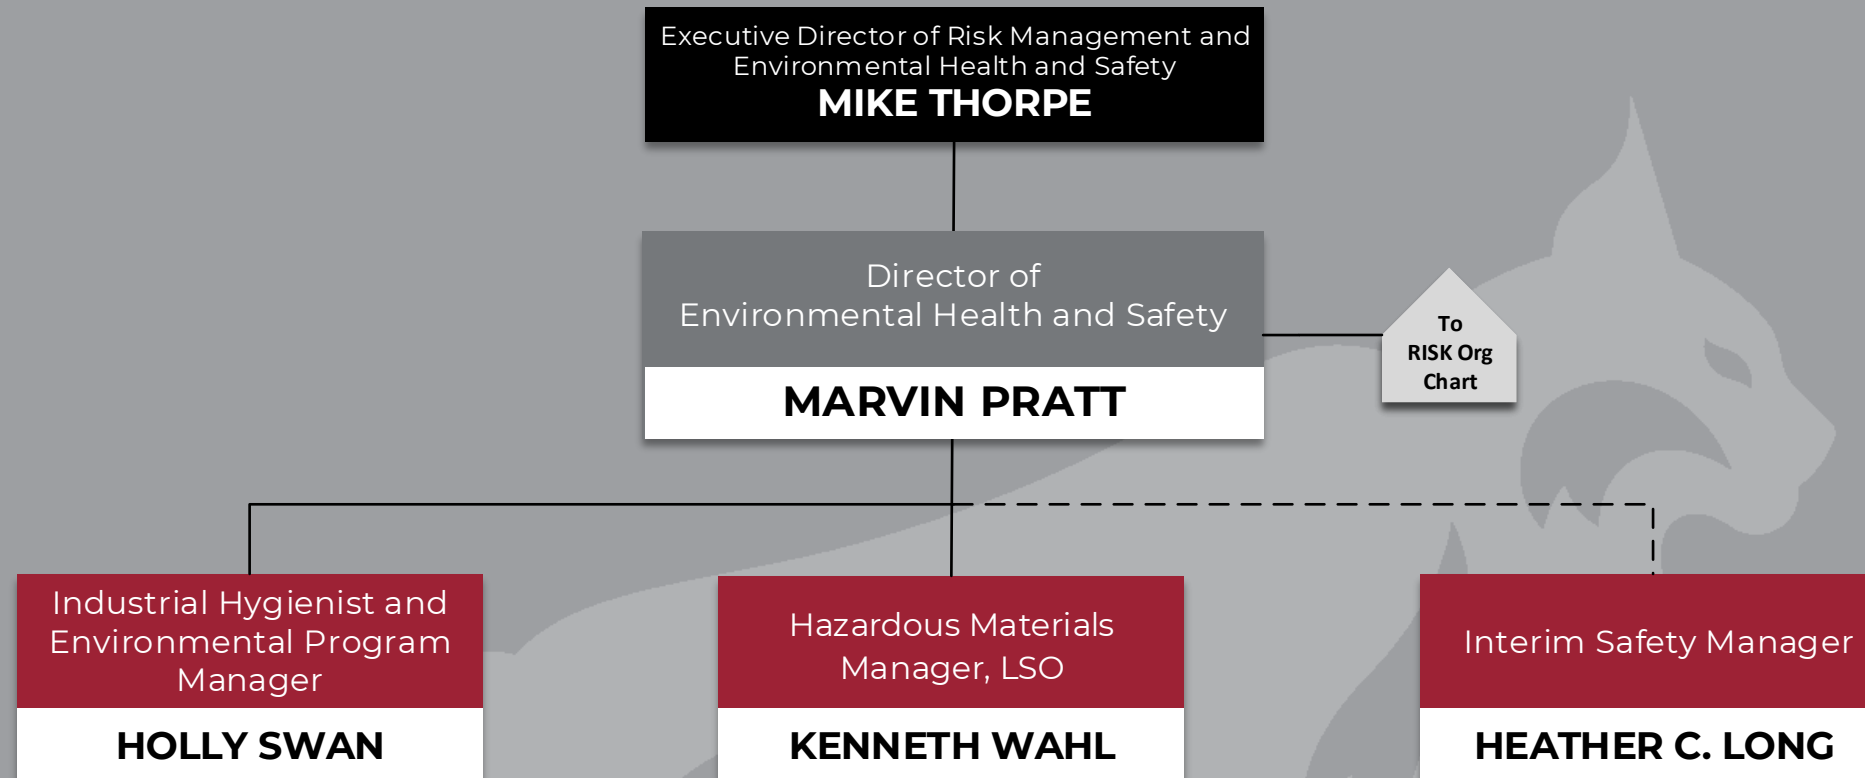 Executive Director of Risk Management and
Environmental Health and Safety
MIKE THORPE
Director of
Environmental Health and Safety
MARVIN PRATT
To
RISK Org
Chart
Industrial Hygienist and
Environmental Program
Manager
HOLLY SWAN
Hazardous Materials
Manager, LSO
KENNETH WAHL
Interim Safety Manager
HEATHER C. LONG